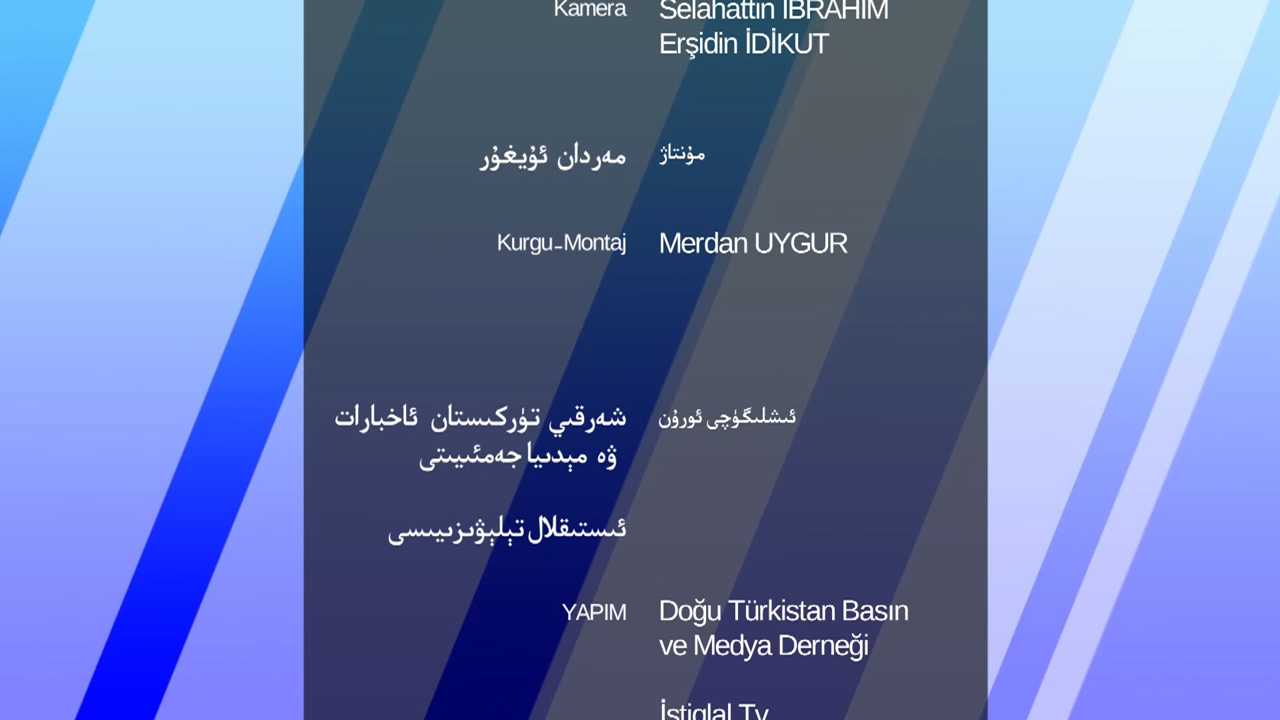 Kamera Selahattin İBRAHİM
Erşidin İDİKUT
مۇنتاژ مەردان ئۇيغۇر
Kurgu-Montaj Merdan UYGUR
ئىشلىگۈچى ئورۇن شەرقىي تۈركىستان ئاخبارات
ۋە مېدىيا جەمئىيىتى
ئىستىقلال تېلېۋىزىيىسى
YAPIM Doğu Türkistan Basın
ve Medya Derneği
İstiqlal Tv